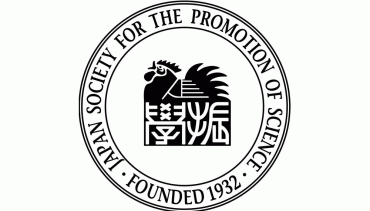 JAPAN SOCIETY FOR THE PROMOTION OF SCIENCE
· FOUNDED 1932 ·
學振